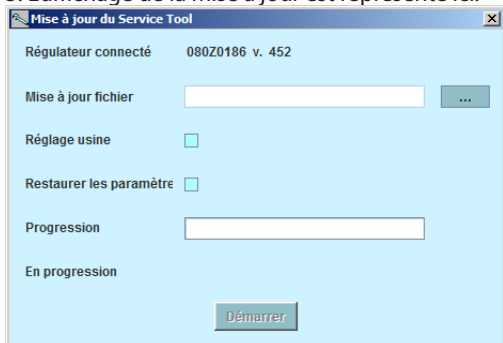 Mise à jour du Service Tool
Régulateur connecté 080Z0186 v. 452
Mise à jour fichier ...
Réglage usine
Restaurer les paramètre
Progression
En progression
Démarrer